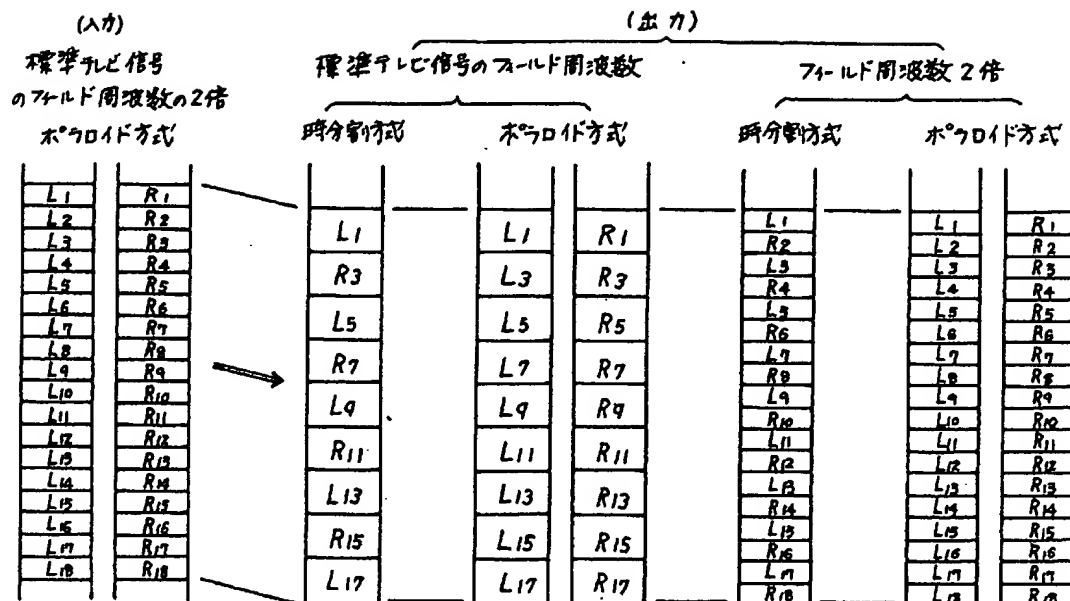 (入力)
標準テレビ信号
のフィールド周波数の2倍
ポラロイド方式
(出力)
標準テレビ信号のフィールド周波数
フィールド周波数2倍
時分割方式
ポラロイド方式
時分割方式
ポラロイド方式
L1 R1
L2 R2
L3 R3
L4 R4
L5 R5
L6 R6
L7 R7
L8 R8
L9 R9
L10 R10
L11 R11
L12 R12
L13 R13
L14 R14
L15 R15
L16 R16
L17 R17
L18 R18
L1
R3
L5
R7
L9
R11
L13
R15
L17
L1 R1
L3 R3
L5 R5
L7 R7
L9 R9
L11 R11
L13 R13
L15 R15
L17 R17
L1
R2
L3
R4
L5
R6
L7
R8
L9
R10
L11
R12
L13
R14
L15
R16
L17
R18
L1 R1
L2 R2
L3 R3
L4 R4
L5 R5
L6 R6
L7 R7
L8 R8
L9 R9
L10 R10
L11 R11
L12 R12
L13 R13
L14 R14
L15 R15
L16 R16
L17 R17
L18 R18